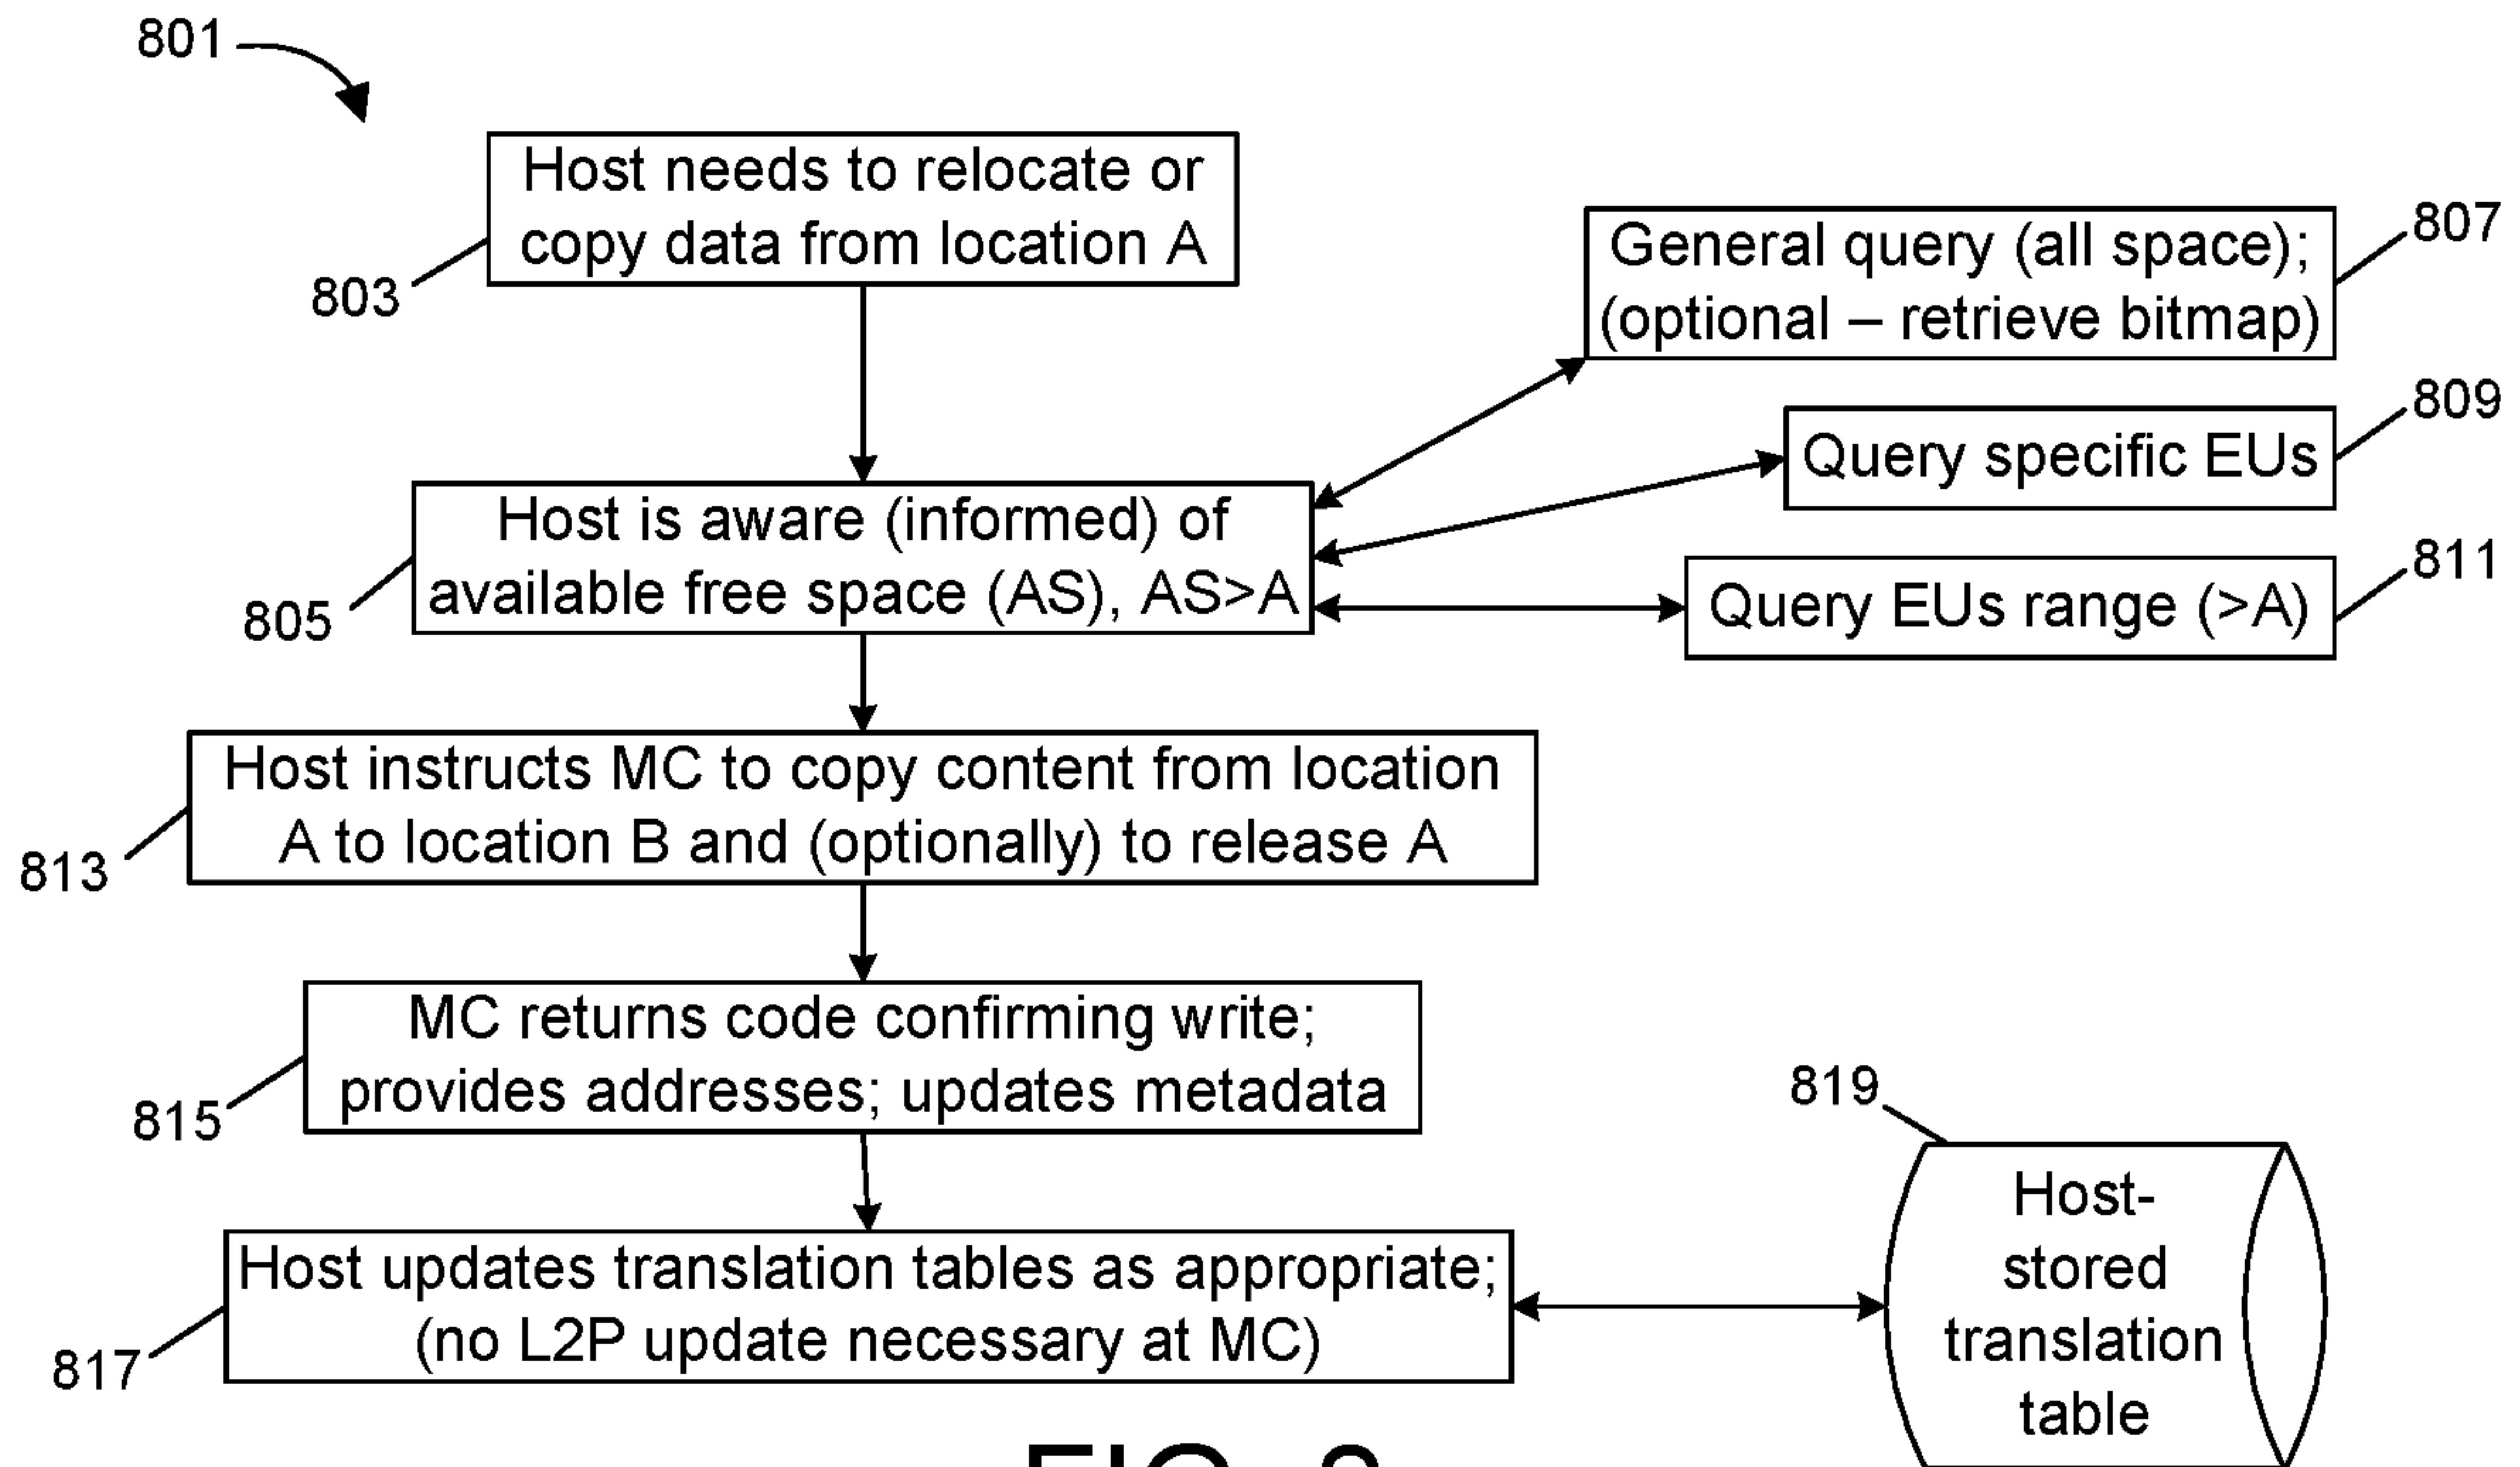 801
Host needs to relocate or
copy data from location A
803
General query (all space);
(optional – retrieve bitmap)
807
Query specific EUs
809
Host is aware (informed) of
available free space (AS), AS>A
805
Query EUs range (>A)
811
Host instructs MC to copy content from location
A to location B and (optionally) to release A
813
MC returns code confirming write;
provides addresses; updates metadata
815
819
Host-
stored
translation
table
Host updates translation tables as appropriate;
(no L2P update necessary at MC)
817